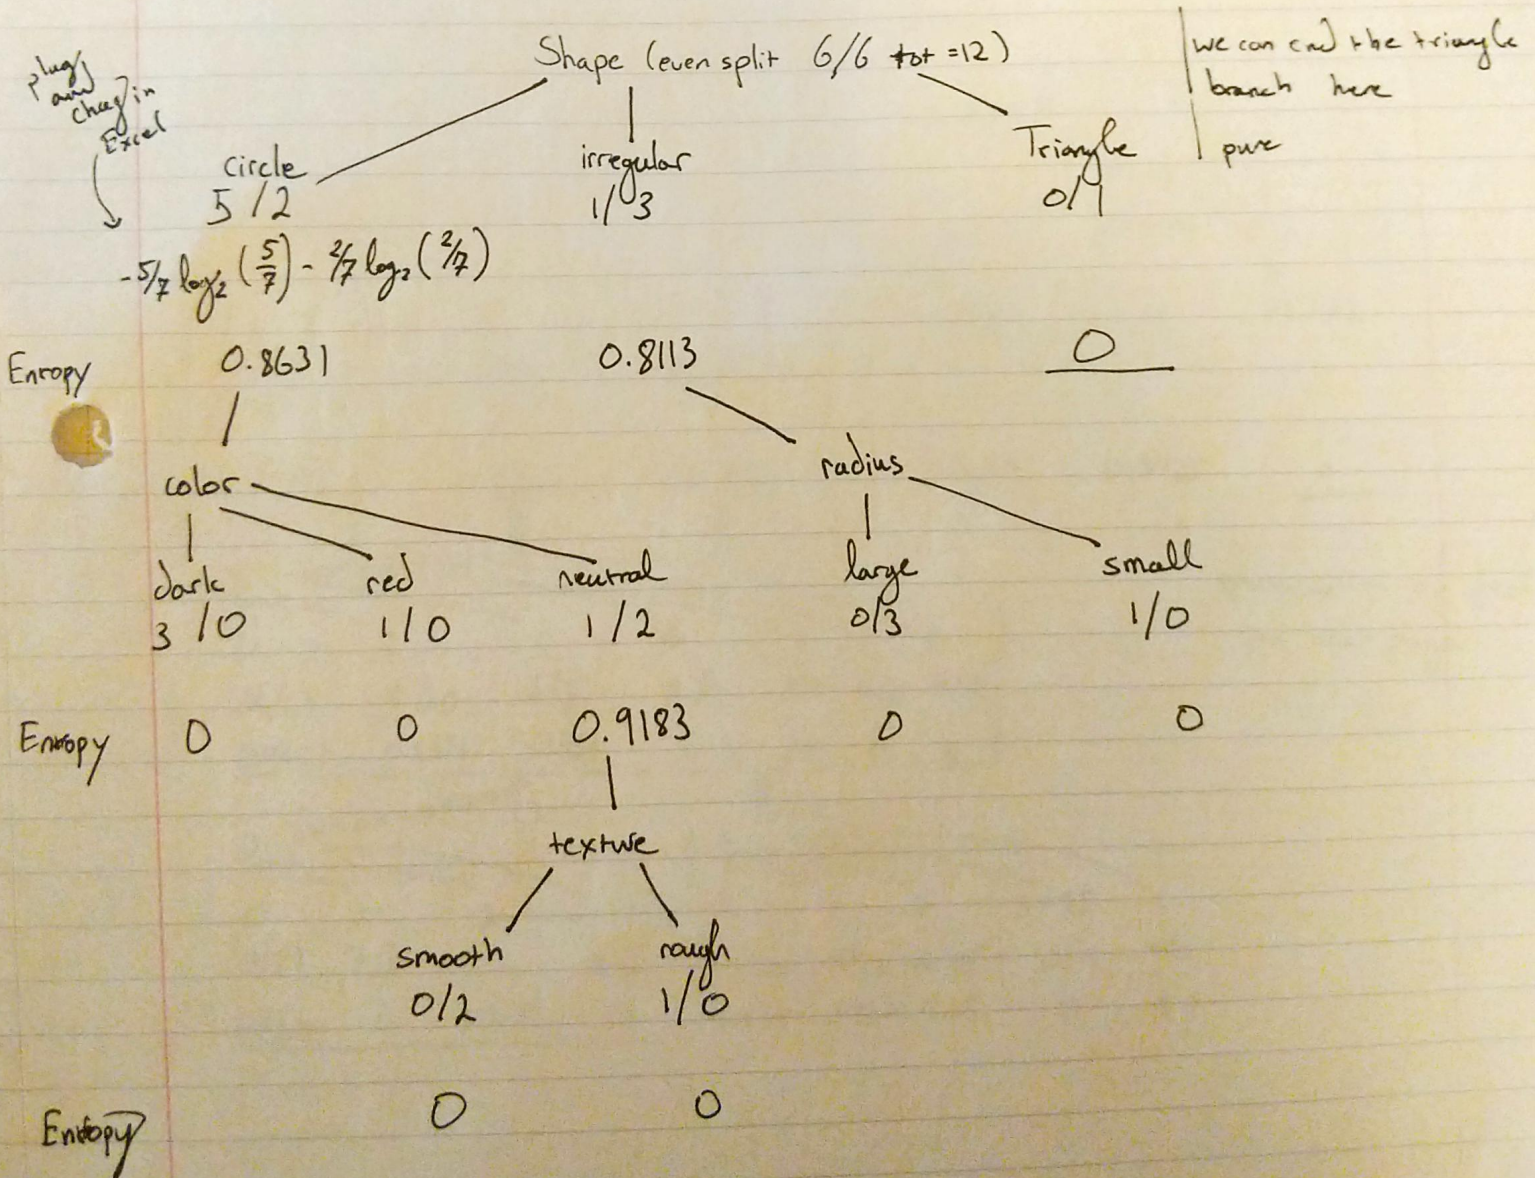 Shape (even split 6/6 tot = 12)
we can end the triangle
branch here
pure
plug
and
chug in
Excel
circle irregular Triangle
5/2 1/3 0/1
-5/7 log₂ (5/7) - 2/7 log₂ (2/7)
Entropy 0.8631 0.8113 0
color radius
dark red neutral large small
3/0 1/0 1/2 0/3 1/0
Entropy 0 0 0.9183 0 0
texture
smooth rough
0/2 1/0
Entropy 0 0